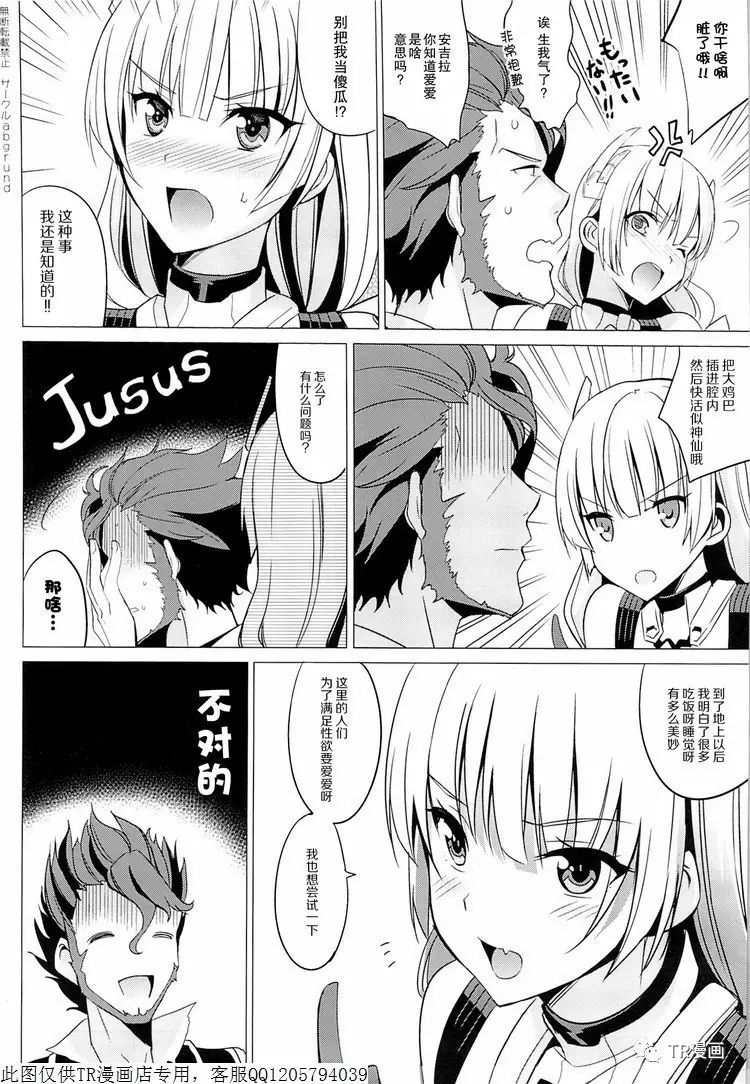 你干啥啊
脏了哦!!
もったい
ない!!
诶
生我气了?
非常抱歉
安吉拉
你知道爱爱
是啥
意思吗?
别把
我当
傻瓜!?
这种事
我还是知道的!!
把大鸡巴
插进腔内
然后快活似神仙哦
怎么了
有什么问题吗?
Jusus
那啥…
到了地上以后
我明白了很多
吃饭呀睡觉呀
有多么美妙
这里的人们
为了满足性欲要爱爱呀
我也想尝试一下
不对的
無断転載禁止 サークルabgrund
TR漫画
此图仅供TR漫画店专用，客服QQ1205794039